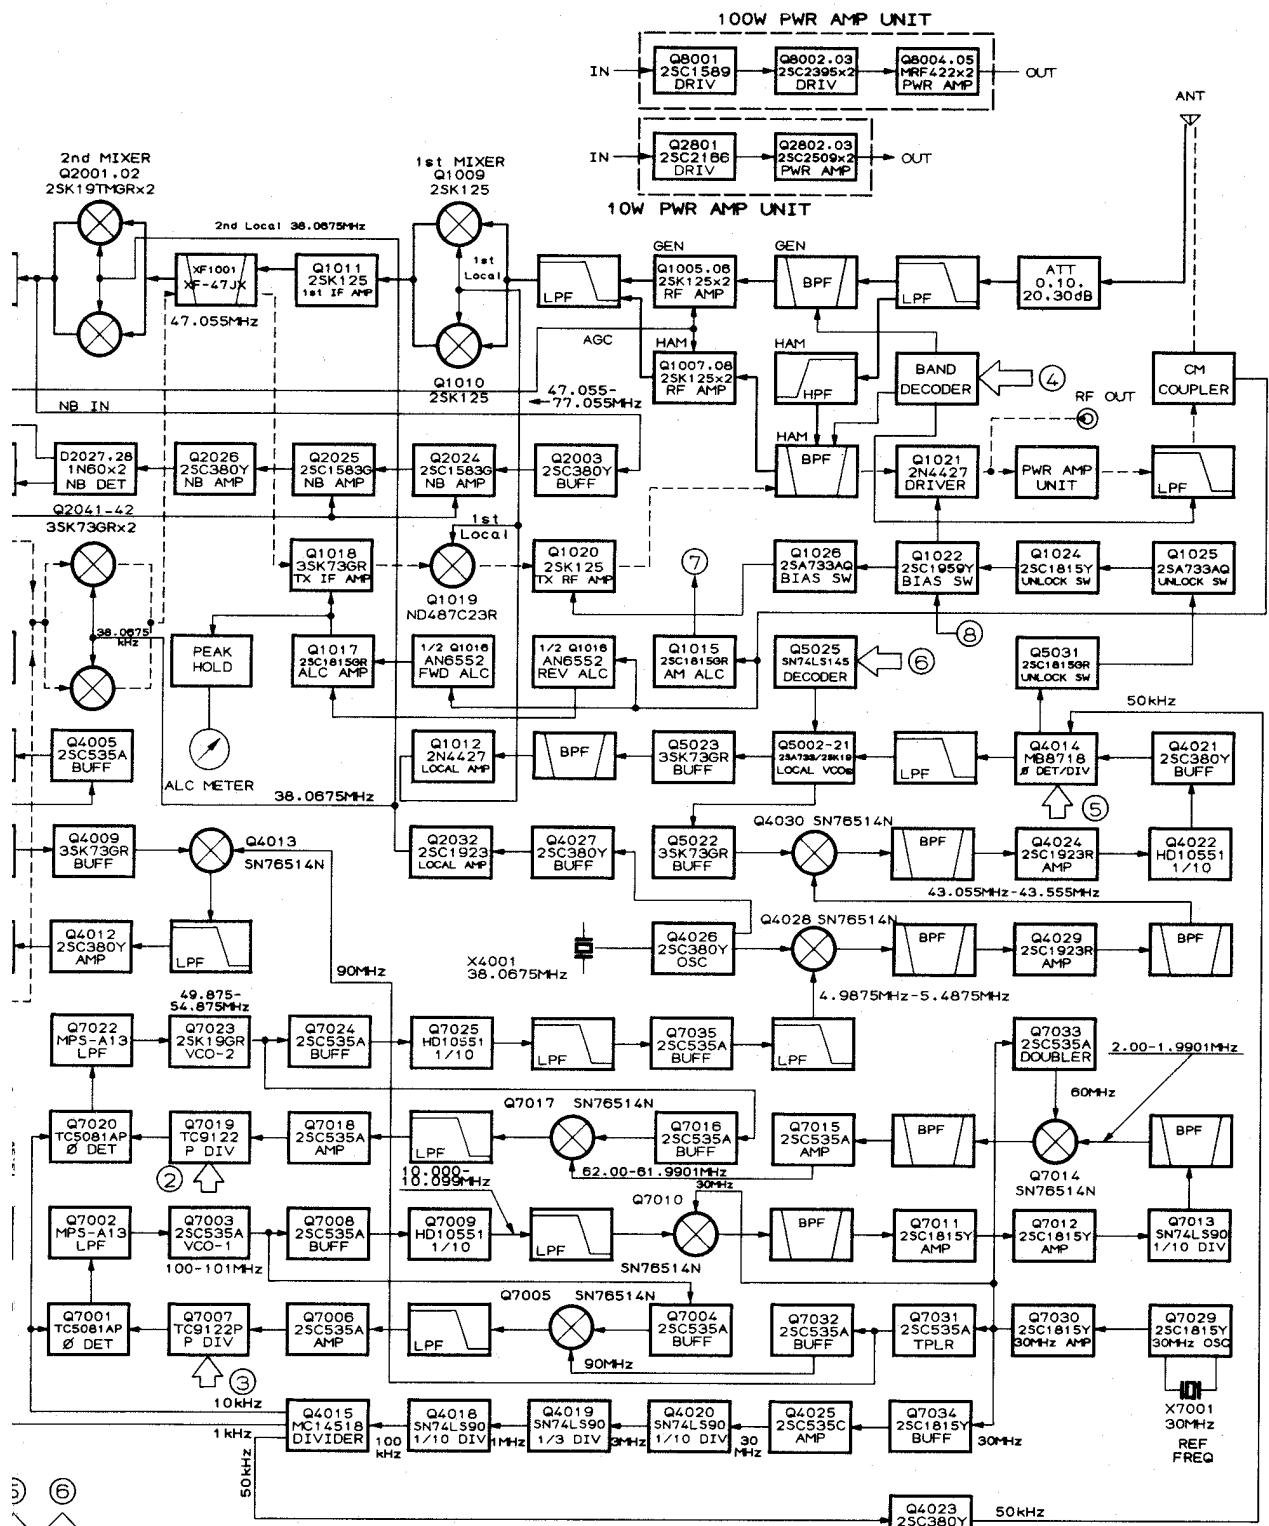 100W PWR AMP UNIT
IN
Q8001
2SC1589
DRIV
Q8002.03
2SC2395x2
DRIV
Q8004.05
MRF422x2
PWR AMP
OUT
IN
Q2801
2SC2166
DRIV
Q2802.03
2SC2509x2
PWR AMP
OUT
10W PWR AMP UNIT
ANT
2nd MIXER
Q2001.02
2SK19TMGRx2
1st MIXER
Q1009
2SK125
2nd Local 38.0675MHz
XF1001
XF-47JX
47.055MHz
Q1011
2SK125
1st IF AMP
1st
Local
Q1010
2SK125
LPF
GEN
Q1005.06
2SK125x2
RF AMP
GEN
BPF
LPF
ATT
0.10.
20.30dB
AGC
HAM
Q1007.08
2SK125x2
RF AMP
HAM
HPF
BAND
DECODER
④
CM
COUPLER
47.055-
77.055MHz
NB IN
RF OUT
D2027.28
1N60x2
NB DET
Q2026
2SC380Y
NB AMP
Q2025
2SC1583G
NB AMP
Q2024
2SC1583G
NB AMP
Q2003
2SC380Y
BUFF
HAM
BPF
Q1021
2N4427
DRIVER
PWR AMP
UNIT
LPF
Q2041-42
3SK73GRx2
38.0675
kHz
Q1018
3SK73GR
TX IF AMP
1st
Local
Q1019
ND487C23R
Q1020
2SK125
TX RF AMP
⑦
Q1026
2SA733AQ
BIAS SW
Q1022
2SC1959Y
BIAS SW
Q1024
2SC1815Y
UNLOCK SW
Q1025
2SA733AQ
UNLOCK SW
⑧
PEAK
HOLD
Q1017
2SC1815GR
ALC AMP
1/2 Q1016
AN6552
FWD ALC
1/2 Q1016
AN6552
REV ALC
Q1015
2SC1815GR
AM ALC
Q5025
SN74LS145
DECODER
⑥
Q5031
2SC1815GR
UNLOCK SW
50kHz
Q4005
2SC535A
BUFF
ALC METER
Q1012
2N4427
LOCAL AMP
BPF
Q5023
3SK73GR
BUFF
Q5002-21
2SA733/2SK19
LOCAL VCOs
LPF
Q4014
MB8718
Ø DET/DIV
Q4021
2SC380Y
BUFF
⑤
38.0675MHz
Q4009
3SK73GR
BUFF
Q4013
SN76514N
Q2032
2SC1923
LOCAL AMP
Q4027
2SC380Y
BUFF
Q5022
3SK73GR
BUFF
Q4030 SN76514N
BPF
Q4024
2SC1923R
AMP
Q4022
HD10551
1/10
43.055MHz-43.555MHz
Q4012
2SC380Y
AMP
LPF
90MHz
X4001
38.0675MHz
Q4026
2SC380Y
OSC
Q4028 SN76514N
BPF
Q4029
2SC1923R
AMP
BPF
4.9875MHz-5.4875MHz
49.875-
54.875MHz
Q7022
MPS-A13
LPF
Q7023
2SK19GR
VCO-2
Q7024
2SC535A
BUFF
Q7025
HD10551
1/10
LPF
Q7035
2SC535A
BUFF
LPF
Q7033
2SC535A
DOUBLER
2.00-1.9901MHz
60MHz
Q7020
TC5081AP
Ø DET
Q7019
TC9122
P DIV
②
Q7018
2SC535A
AMP
LPF
Q7017 SN76514N
Q7016
2SC535A
BUFF
Q7015
2SC535A
AMP
BPF
Q7014
SN76514N
BPF
62.00-61.9901MHz
10.000-
10.099MHz
30MHz
Q7002
MPS-A13
LPF
Q7003
2SC535A
VCO-1
100-101MHz
Q7008
2SC535A
BUFF
Q7009
HD10551
1/10
LPF
Q7010
SN76514N
BPF
Q7011
2SC1815Y
AMP
Q7012
2SC1815Y
AMP
Q7013
SN74LS90
1/10 DIV
Q7001
TC5081AP
Ø DET
Q7007
TC9122P
P DIV
③
Q7006
2SC535A
AMP
LPF
Q7005 SN76514N
Q7004
2SC535A
BUFF
Q7032
2SC535A
BUFF
Q7031
2SC535A
TPLR
Q7030
2SC1815Y
30MHz AMP
Q7029
2SC1815Y
30MHz OSC
90MHz
X7001
30MHz
REF
FREQ
10kHz
1kHz
50kHz
Q4015
MC14518
DIVIDER
100
kHz
Q4018
SN74LS90
1/10 DIV
1MHz
Q4019
SN74LS90
1/3 DIV
3MHz
Q4020
SN74LS90
1/10 DIV
30
MHz
Q4025
2SC535C
AMP
Q7034
2SC1815Y
BUFF
30MHz
⑤ ⑥
Q4023
2SC380Y
50kHz